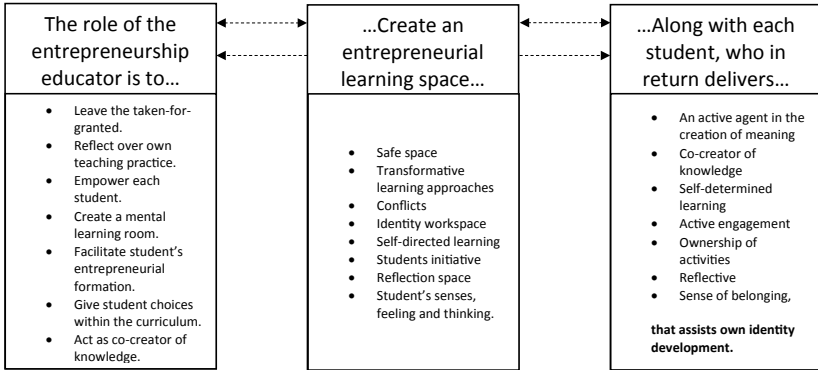 The role of the
entrepreneurship
educator is to…
• Leave the taken-for-
granted.
• Reflect over own
teaching practice.
• Empower each
student.
• Create a mental
learning room.
• Facilitate student’s
entrepreneurial
formation.
• Give student choices
within the curriculum.
• Act as co-creator of
knowledge.
…Create an
entrepreneurial
learning space…
• Safe space
• Transformative
learning approaches
• Conflicts
• Identity workspace
• Self-directed learning
• Students initiative
• Reflection space
• Student’s senses,
feeling and thinking.
…Along with each
student, who in
return delivers…
• An active agent in the
creation of meaning
• Co-creator of
knowledge
• Self-determined
learning
• Active engagement
• Ownership of
activities
• Reflective
• Sense of belonging,
that assists own identity
development.